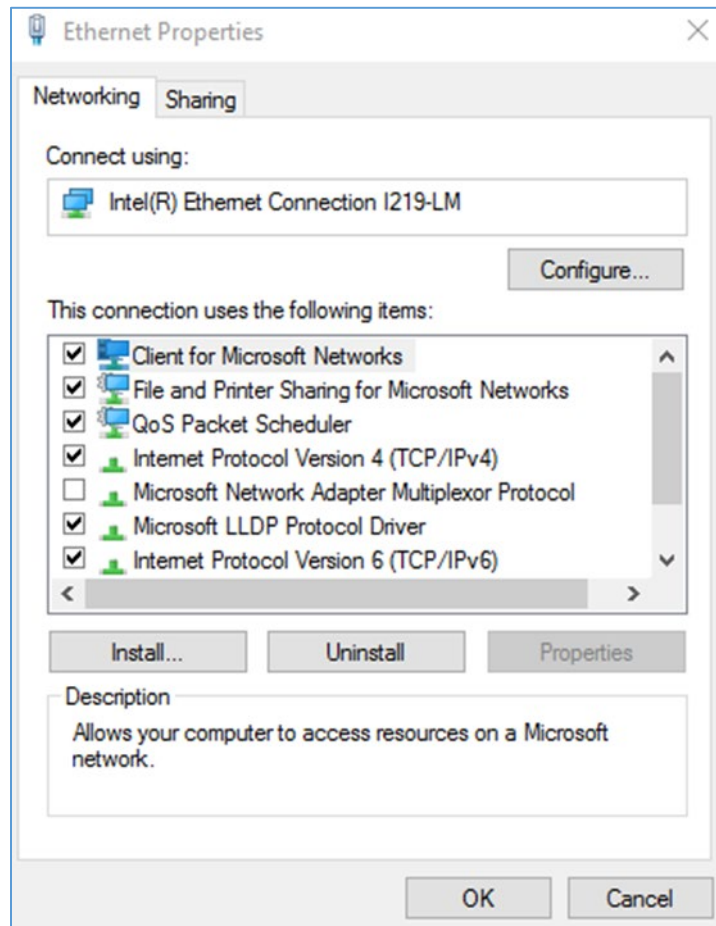 Ethernet Properties
Networking Sharing
Connect using:
Intel(R) Ethernet Connection I219-LM
Configure...
This connection uses the following items:
Client for Microsoft Networks
File and Printer Sharing for Microsoft Networks
QoS Packet Scheduler
Internet Protocol Version 4 (TCP/IPv4)
Microsoft Network Adapter Multiplexor Protocol
Microsoft LLDP Protocol Driver
Internet Protocol Version 6 (TCP/IPv6)
Install... Uninstall Properties
Description
Allows your computer to access resources on a Microsoft
network.
OK Cancel